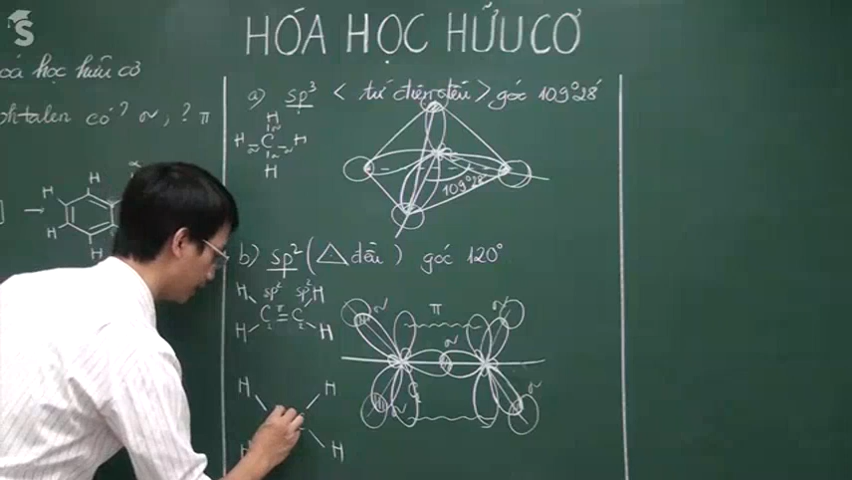 S
HÓA HỌC HỮU CƠ
oá học hữu cơ
phtalen có? σ, ? π
a) sp³ < tứ diện đều > góc 109°28'
H
H σ C σ H
H
109°28'
H
H
H
H
α
b) sp² (△ đều) góc 120°
H sp² sp² H
C π = C
H H
σ π σ
σ
σ σ
H H
H H